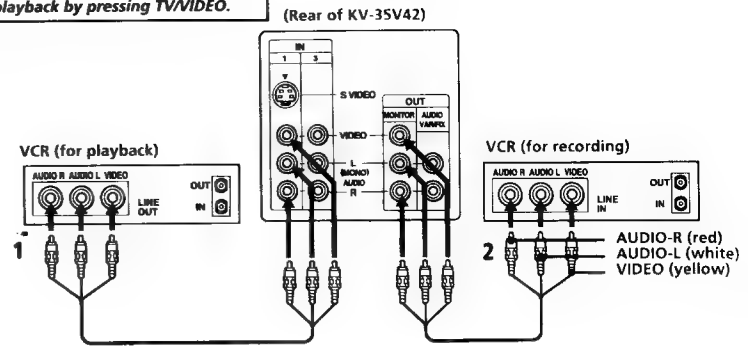 playback by pressing TV/VIDEO.
(Rear of KV-35V42)
IN
1 3
S VIDEO
OUT
MONITOR AUDIO
VAR/FIX
VIDEO
L
(MONO)
AUDIO
R
VCR (for playback)
AUDIO R AUDIO L VIDEO
LINE
OUT
OUT
IN
1
VCR (for recording)
AUDIO R AUDIO L VIDEO
LINE
IN
OUT
IN
2
AUDIO-R (red)
AUDIO-L (white)
VIDEO (yellow)